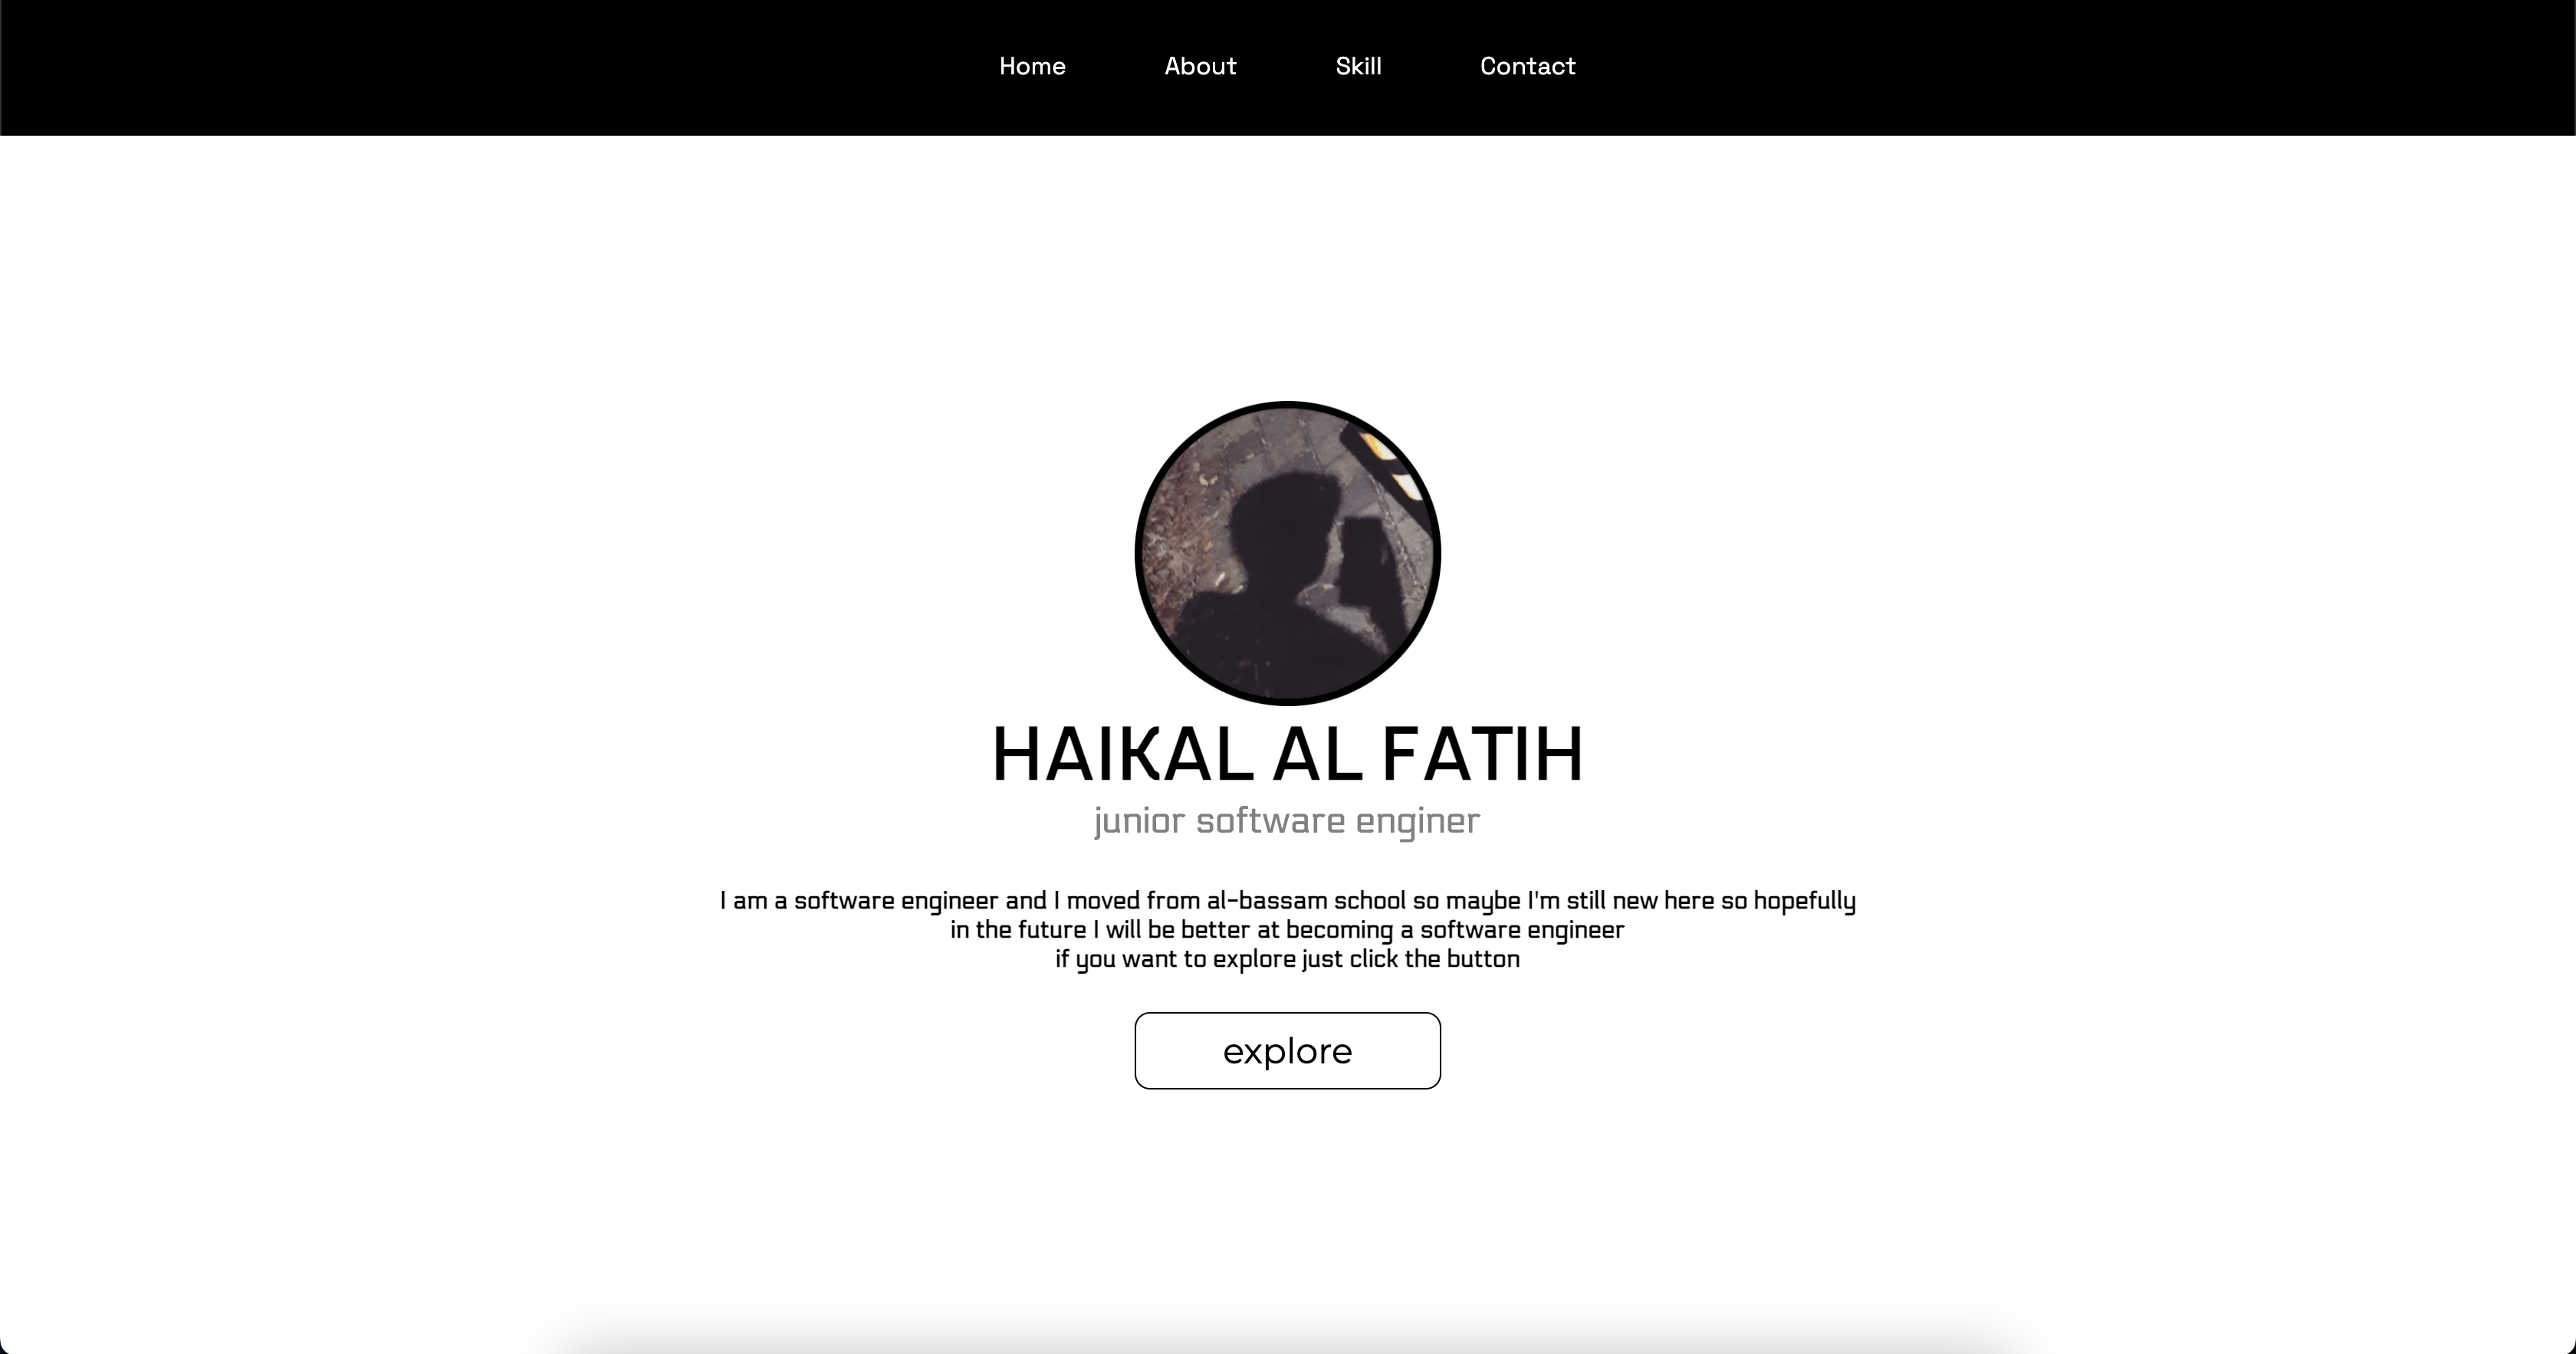 Home About Skill Contact
HAIKAL AL FATIH
junior software enginer
I am a software engineer and I moved from al-bassam school so maybe I'm still new here so hopefully
in the future I will be better at becoming a software engineer
if you want to explore just click the button
explore